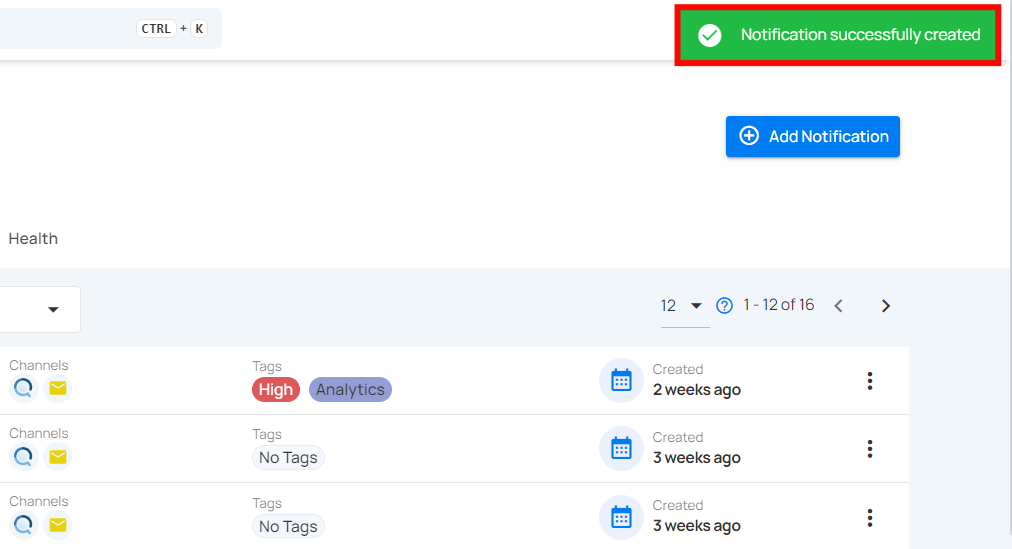 CTRL + K
Notification successfully created
Add Notification
Health
12
1 - 12 of 16
Channels
Tags
High Analytics
Created
2 weeks ago
Channels
Tags
No Tags
Created
3 weeks ago
Channels
Tags
No Tags
Created
3 weeks ago